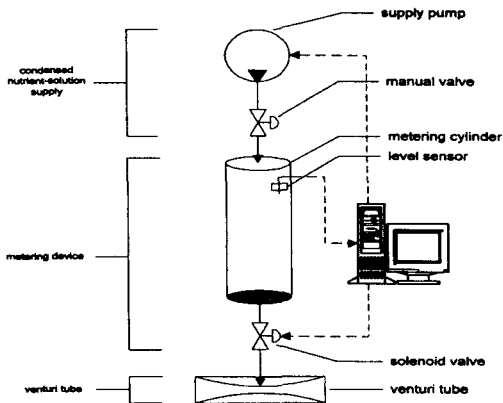 supply pump
condensed
nutrient-solution
supply
manual valve
metering cylinder
level sensor
metering device
solenoid valve
venturi tube
venturi tube